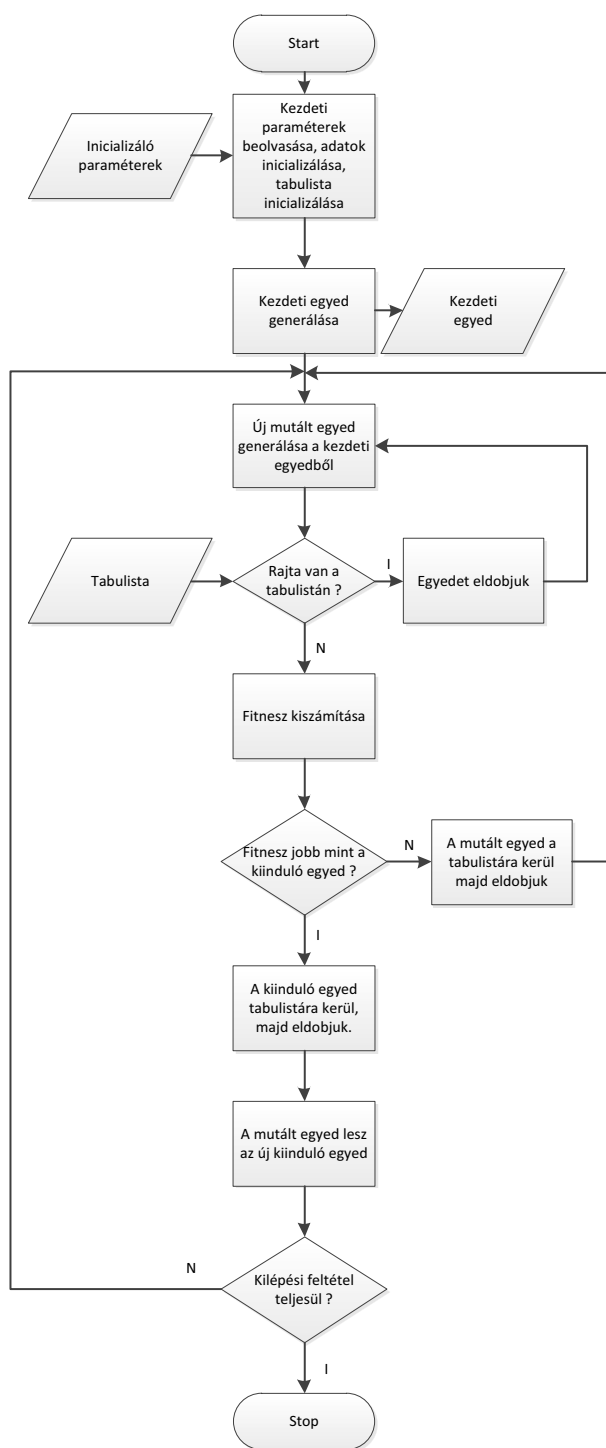 Start
Kezdeti
paraméterek
beolvasása, adatok
inicializálása,
tabulista
inicializálása
Inicializáló
paraméterek
Kezdeti egyed
generálása
Kezdeti
egyed
Új mutált egyed
generálása a kezdeti
egyedből
Tabulista
Rajta van a
tabulistán ?
I
Egyedet eldobjuk
N
Fitnesz kiszámítása
Fitnesz jobb mint a
kiinduló egyed ?
N
A mutált egyed a
tabulistára kerül
majd eldobjuk
I
A kiinduló egyed
tabulistára kerül,
majd eldobjuk.
A mutált egyed lesz
az új kiinduló egyed
N
Kilépési feltétel
teljesül ?
I
Stop